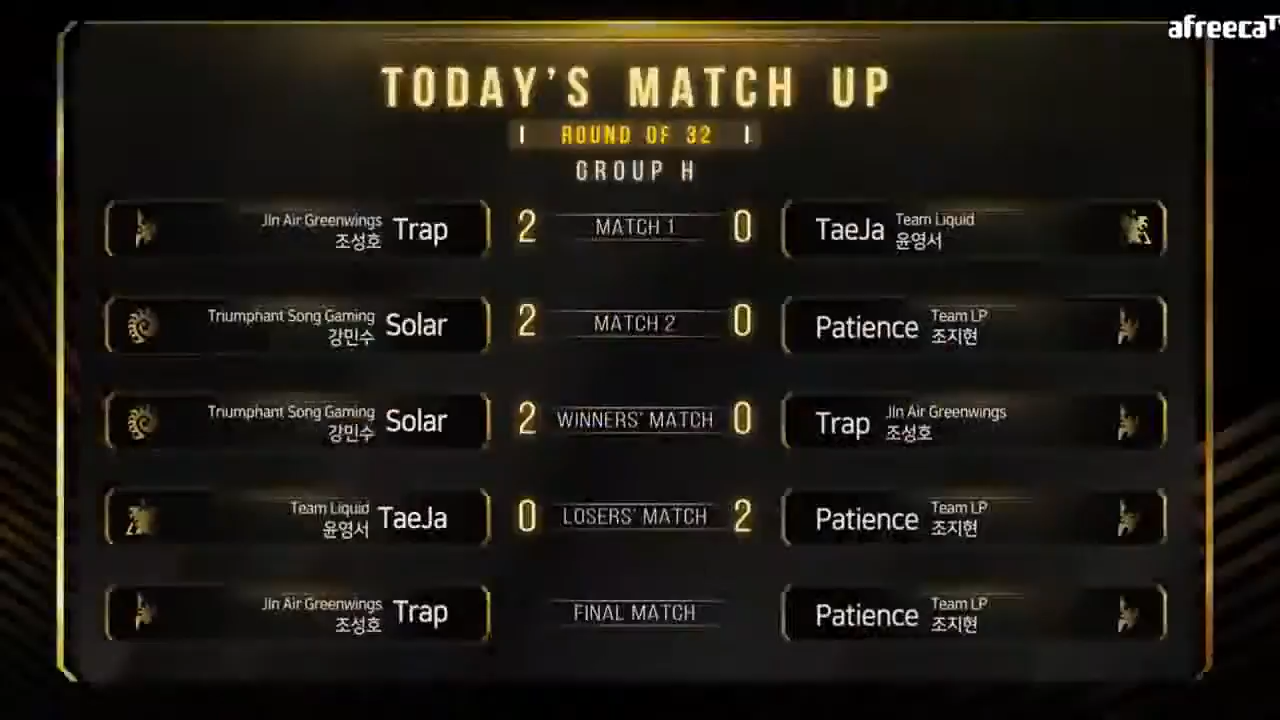 afreecaT
TODAY'S MATCH UP
ROUND OF 32
GROUP H
JIn Air Greenwings
조성호
Trap
2
MATCH 1
0
TaeJa
Team Liquid
윤영서
Triumphant Song Gaming
강민수
Solar
2
MATCH 2
0
Patience
Team LP
조지현
Triumphant Song Gaming
강민수
Solar
2
WINNERS' MATCH
0
Trap
JIn Air Greenwings
조성호
Team Liquid
윤영서
TaeJa
0
LOSERS' MATCH
2
Patience
Team LP
조지현
JIn Air Greenwings
조성호
Trap
FINAL MATCH
Patience
Team LP
조지현